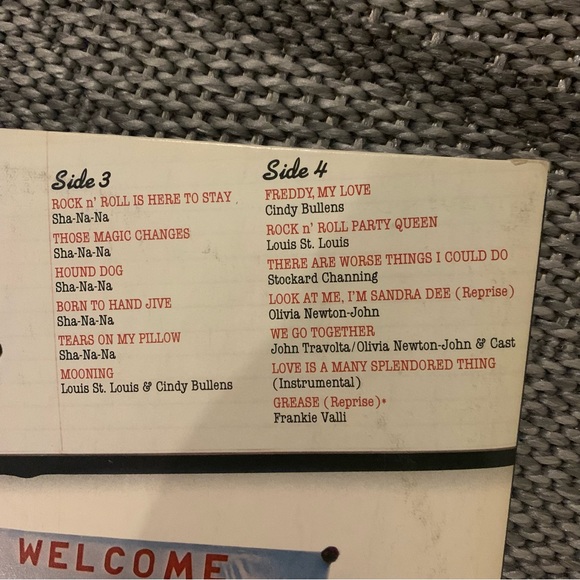 Side 3
ROCK n' ROLL IS HERE TO STAY
Sha-Na-Na
THOSE MAGIC CHANGES
Sha-Na-Na
HOUND DOG
Sha-Na-Na
BORN TO HAND JIVE
Sha-Na-Na
TEARS ON MY PILLOW
Sha-Na-Na
MOONING
Louis St. Louis & Cindy Bullens
Side 4
FREDDY, MY LOVE
Cindy Bullens
ROCK n' ROLL PARTY QUEEN
Louis St. Louis
THERE ARE WORSE THINGS I COULD DO
Stockard Channing
LOOK AT ME, I'M SANDRA DEE (Reprise)
Olivia Newton-John
WE GO TOGETHER
John Travolta/Olivia Newton-John & Cast
LOVE IS A MANY SPLENDORED THING
(Instrumental)
GREASE (Reprise)*
Frankie Valli
WELCOME